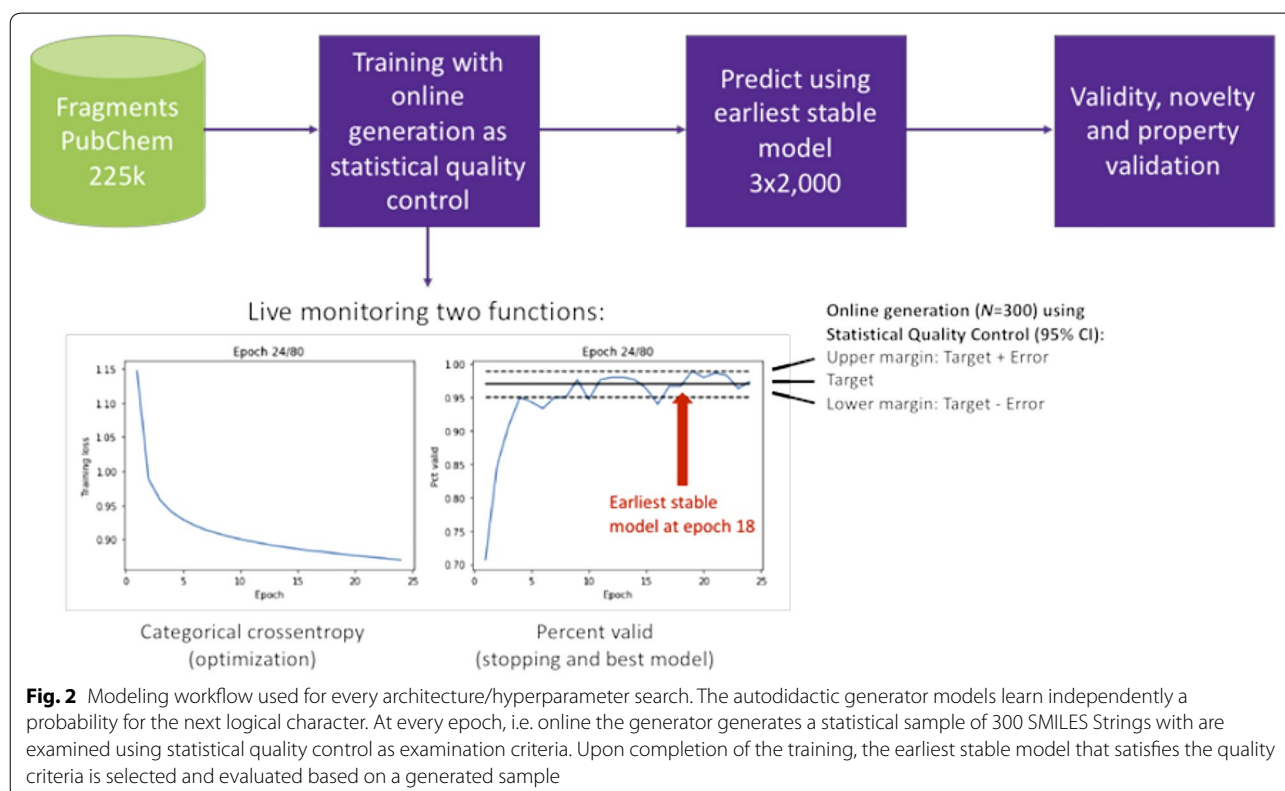 Fragments
PubChem
225k
Training with
online
generation as
statistical quality
control
Predict using
earliest stable
model
3x2,000
Validity, novelty
and property
validation
Live monitoring two functions:
Epoch 24/80
1.15
1.10
1.05
1.00
0.95
0.90
Training loss
0
5
10
15
20
25
Epoch
Categorical crossentropy
(optimization)
Epoch 24/80
1.00
0.95
0.90
0.85
0.80
0.75
0.70
Pct valid
Earliest stable
model at epoch 18
0
5
10
15
20
25
Epoch
Percent valid
(stopping and best model)
Online generation (N=300) using
Statistical Quality Control (95% CI):
Upper margin: Target + Error
Target
Lower margin: Target - Error
Fig. 2 Modeling workflow used for every architecture/hyperparameter search. The autodidactic generator models learn independently a
probability for the next logical character. At every epoch, i.e. online the generator generates a statistical sample of 300 SMILES Strings with are
examined using statistical quality control as examination criteria. Upon completion of the training, the earliest stable model that satisfies the quality
criteria is selected and evaluated based on a generated sample